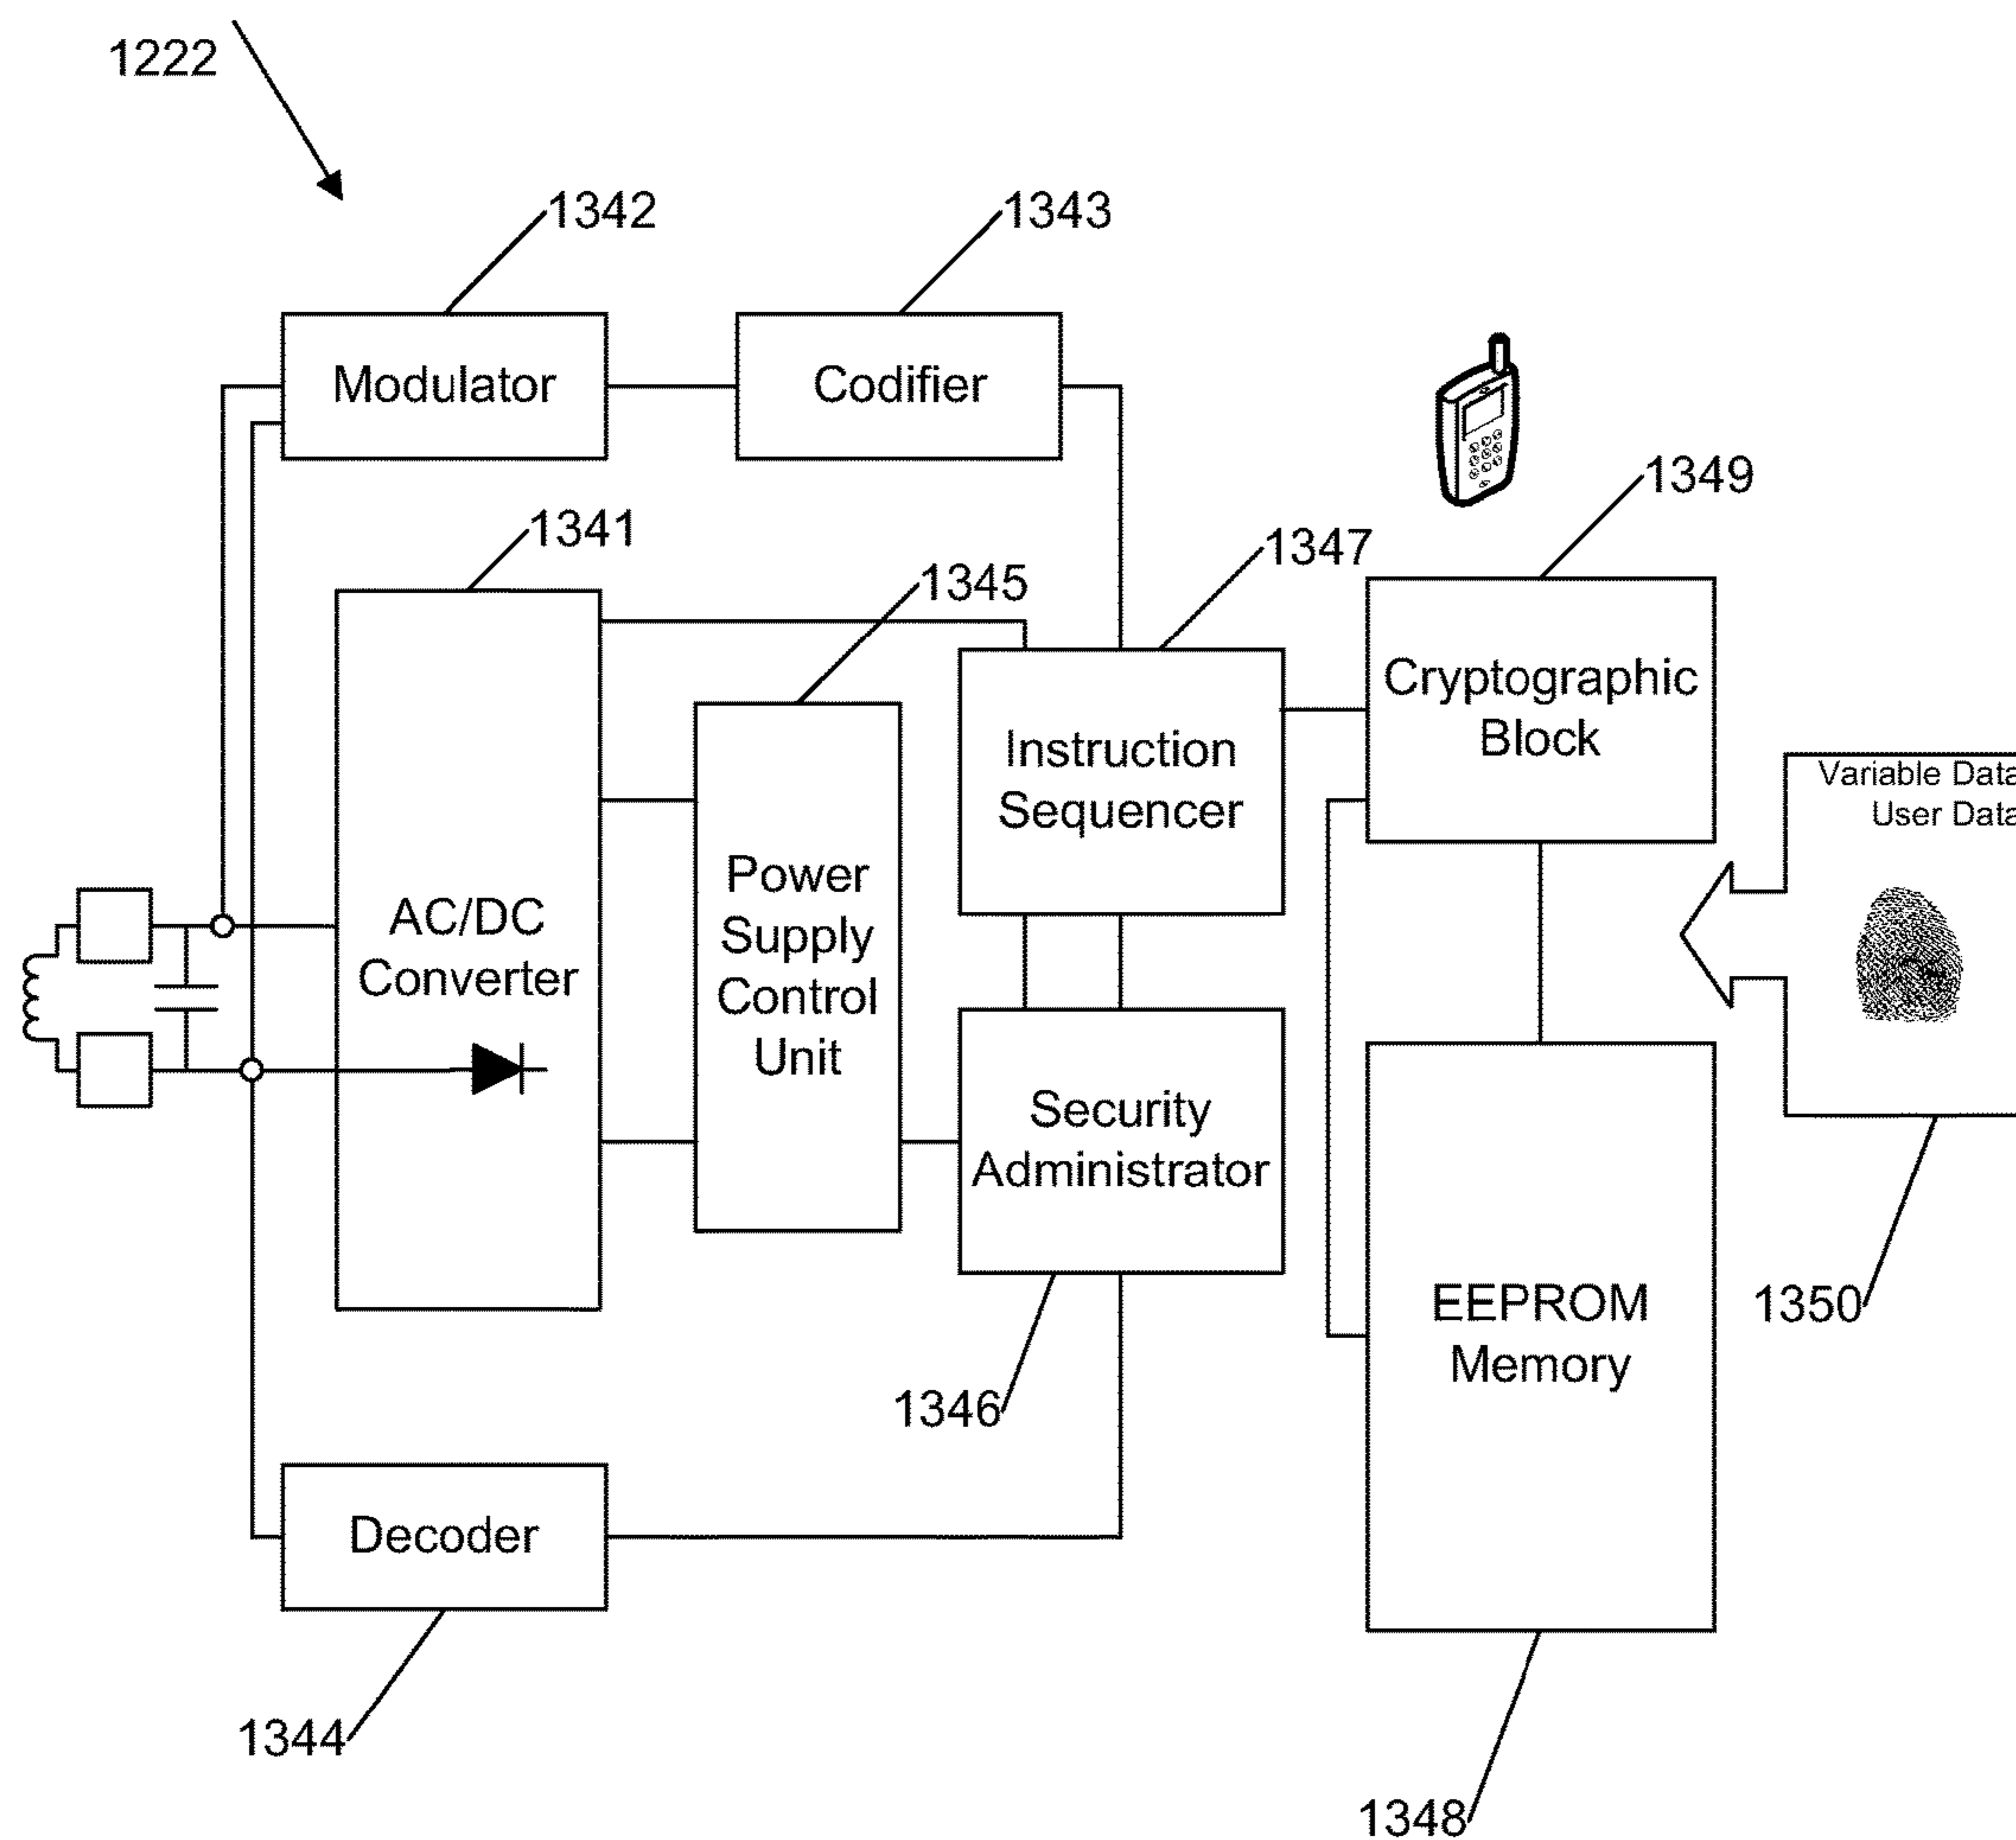 1222
1342
1343
Modulator
Codifier
1349
1341
1347
1345
Cryptographic
Block
Instruction
Sequencer
Variable Data
User Data
Power
Supply
Control
Unit
AC/DC
Converter
Security
Administrator
EEPROM
Memory
1350
1346
Decoder
1344
1348